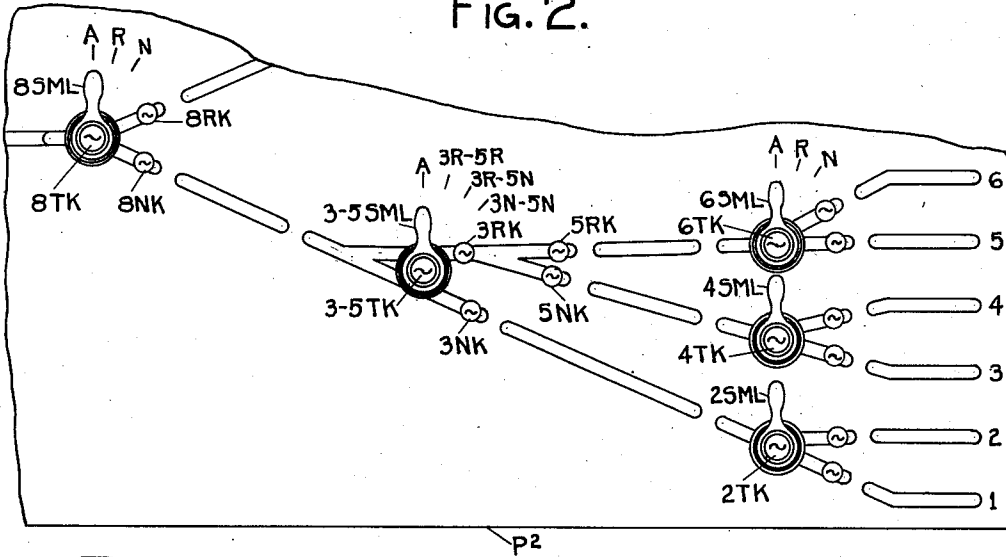 FIG. 2.
A R N
8SML
8RK
8TK
8NK
A 3R-5R
3R-5N
3N-5N
3-5SML
3RK
5RK
3-5TK
3NK
5NK
A R N
6SML
6TK
4SML
4TK
2SML
2TK
6
5
4
3
2
1
P2